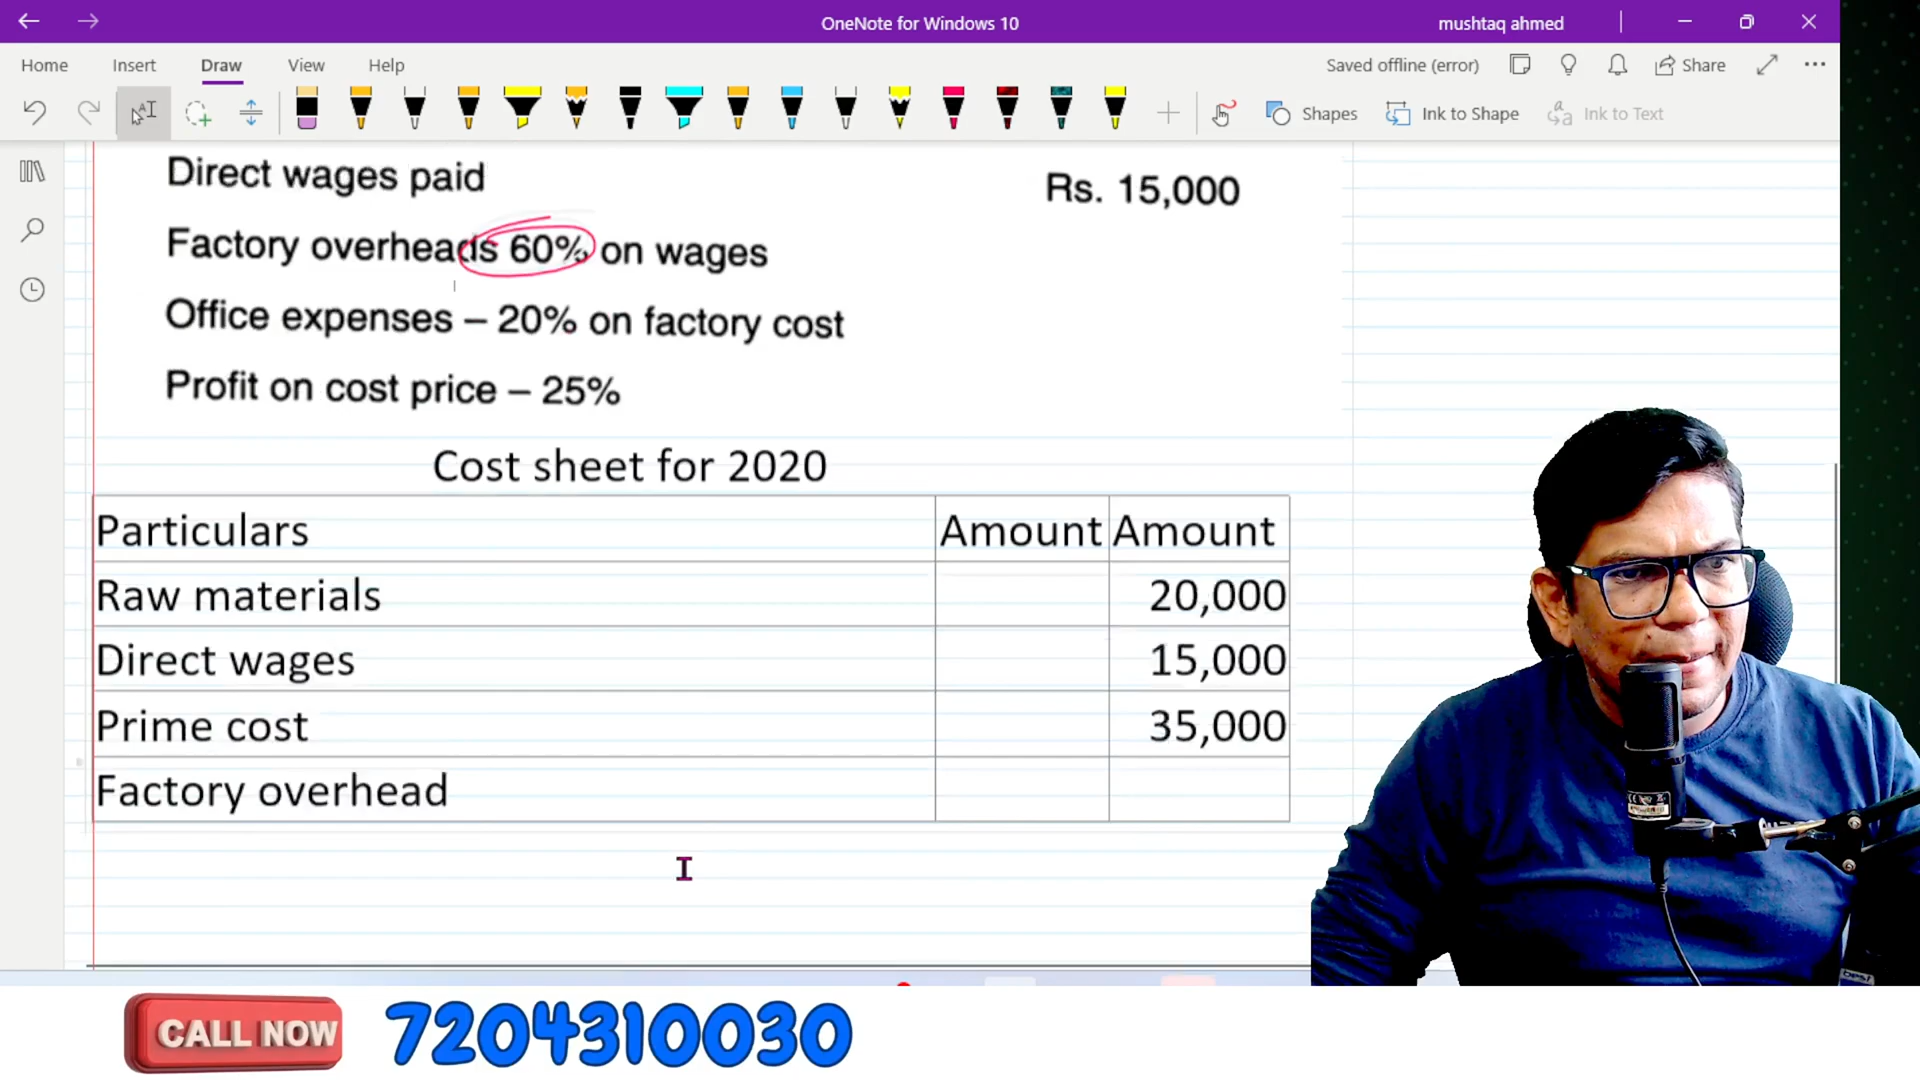 OneNote for Windows 10
mushtaq ahmed
Home Insert Draw View Help
Saved offline (error) Share
Shapes Ink to Shape Ink to Text
Direct wages paid Rs. 15,000
Factory overheads 60% on wages
Office expenses – 20% on factory cost
Profit on cost price – 25%
Cost sheet for 2020
Particulars Amount Amount
Raw materials 20,000
Direct wages 15,000
Prime cost 35,000
Factory overhead
CALL NOW 7204310030